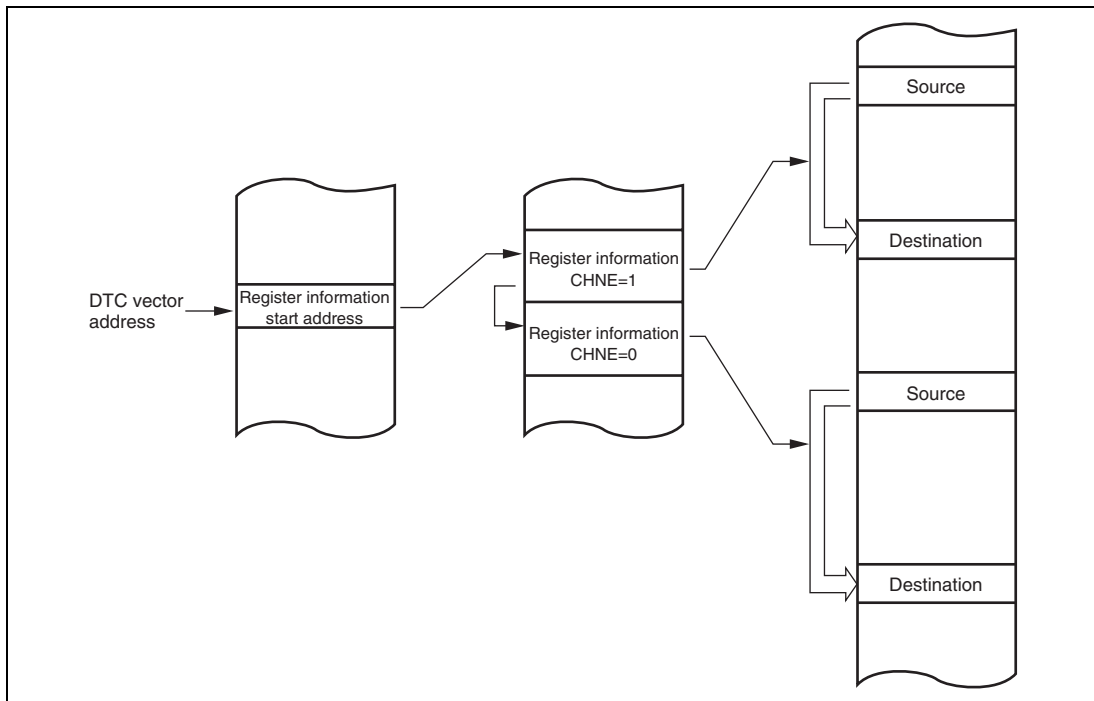 DTC vector
address
Register information
start address
Register information
CHNE=1
Register information
CHNE=0
Source
Destination
Source
Destination